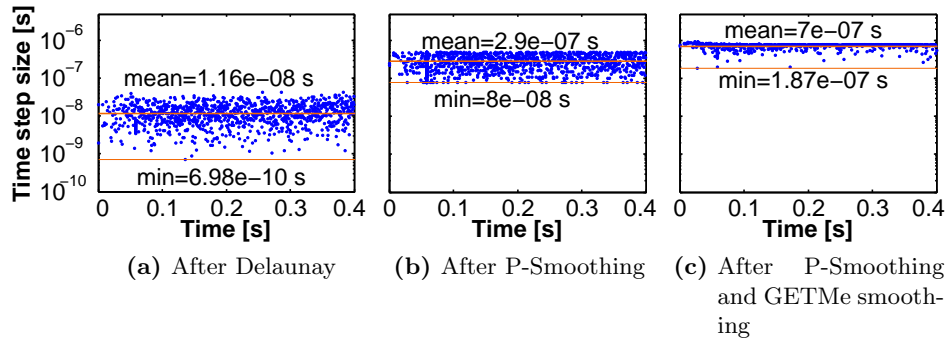 Time step size [s]
10⁻⁶
10⁻⁷
10⁻⁸
10⁻⁹
10⁻¹⁰
mean=1.16e−08 s
min=6.98e−10 s
0 0.1 0.2 0.3 0.4
Time [s]
(a) After Delaunay
mean=2.9e−07 s
min=8e−08 s
0 0.1 0.2 0.3 0.4
Time [s]
(b) After P-Smoothing
mean=7e−07 s
min=1.87e−07 s
0 0.1 0.2 0.3 0.4
Time [s]
(c) After P-Smoothing
and GETMe smooth-
ing